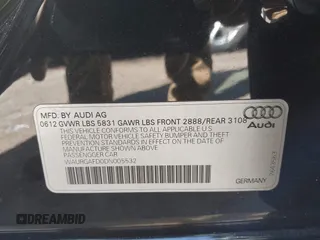 MFD. BY AUDI AG
0612 GVWR LBS 5831 GAWR LBS FRONT 2888/REAR 3108
THIS VEHICLE CONFORMS TO ALL APPLICABLE U.S.
FEDERAL MOTOR VEHICLE SAFETY BUMPER AND THEFT
PREVENTION STANDARDS IN EFFECT ON THE DATE OF
MANUFACTURE SHOWN ABOVE
PASSENGER CAR
WAURGAFD0DN005532
Audi
DREAMBID